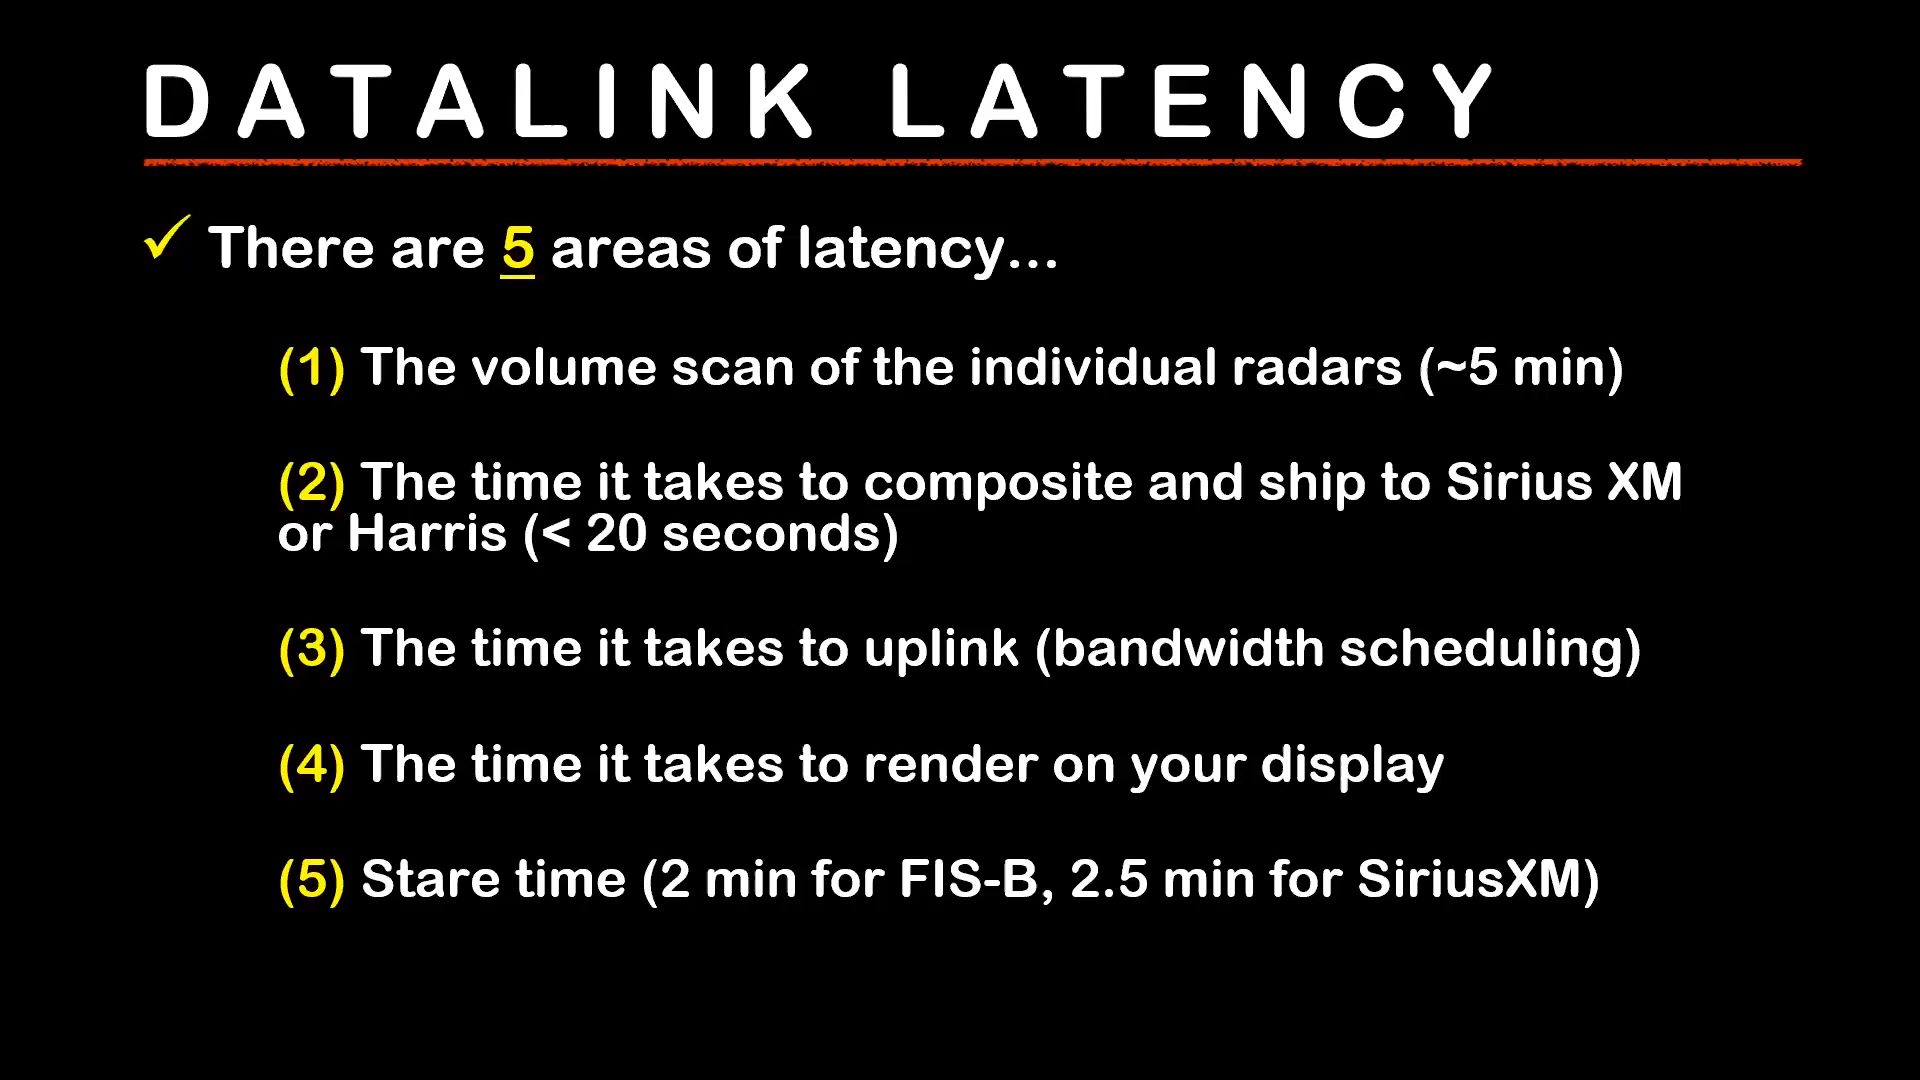 DATALINK LATENCY
✓ There are 5 areas of latency...
(1) The volume scan of the individual radars (~5 min)
(2) The time it takes to composite and ship to Sirius XM
or Harris (< 20 seconds)
(3) The time it takes to uplink (bandwidth scheduling)
(4) The time it takes to render on your display
(5) Stare time (2 min for FIS-B, 2.5 min for SiriusXM)